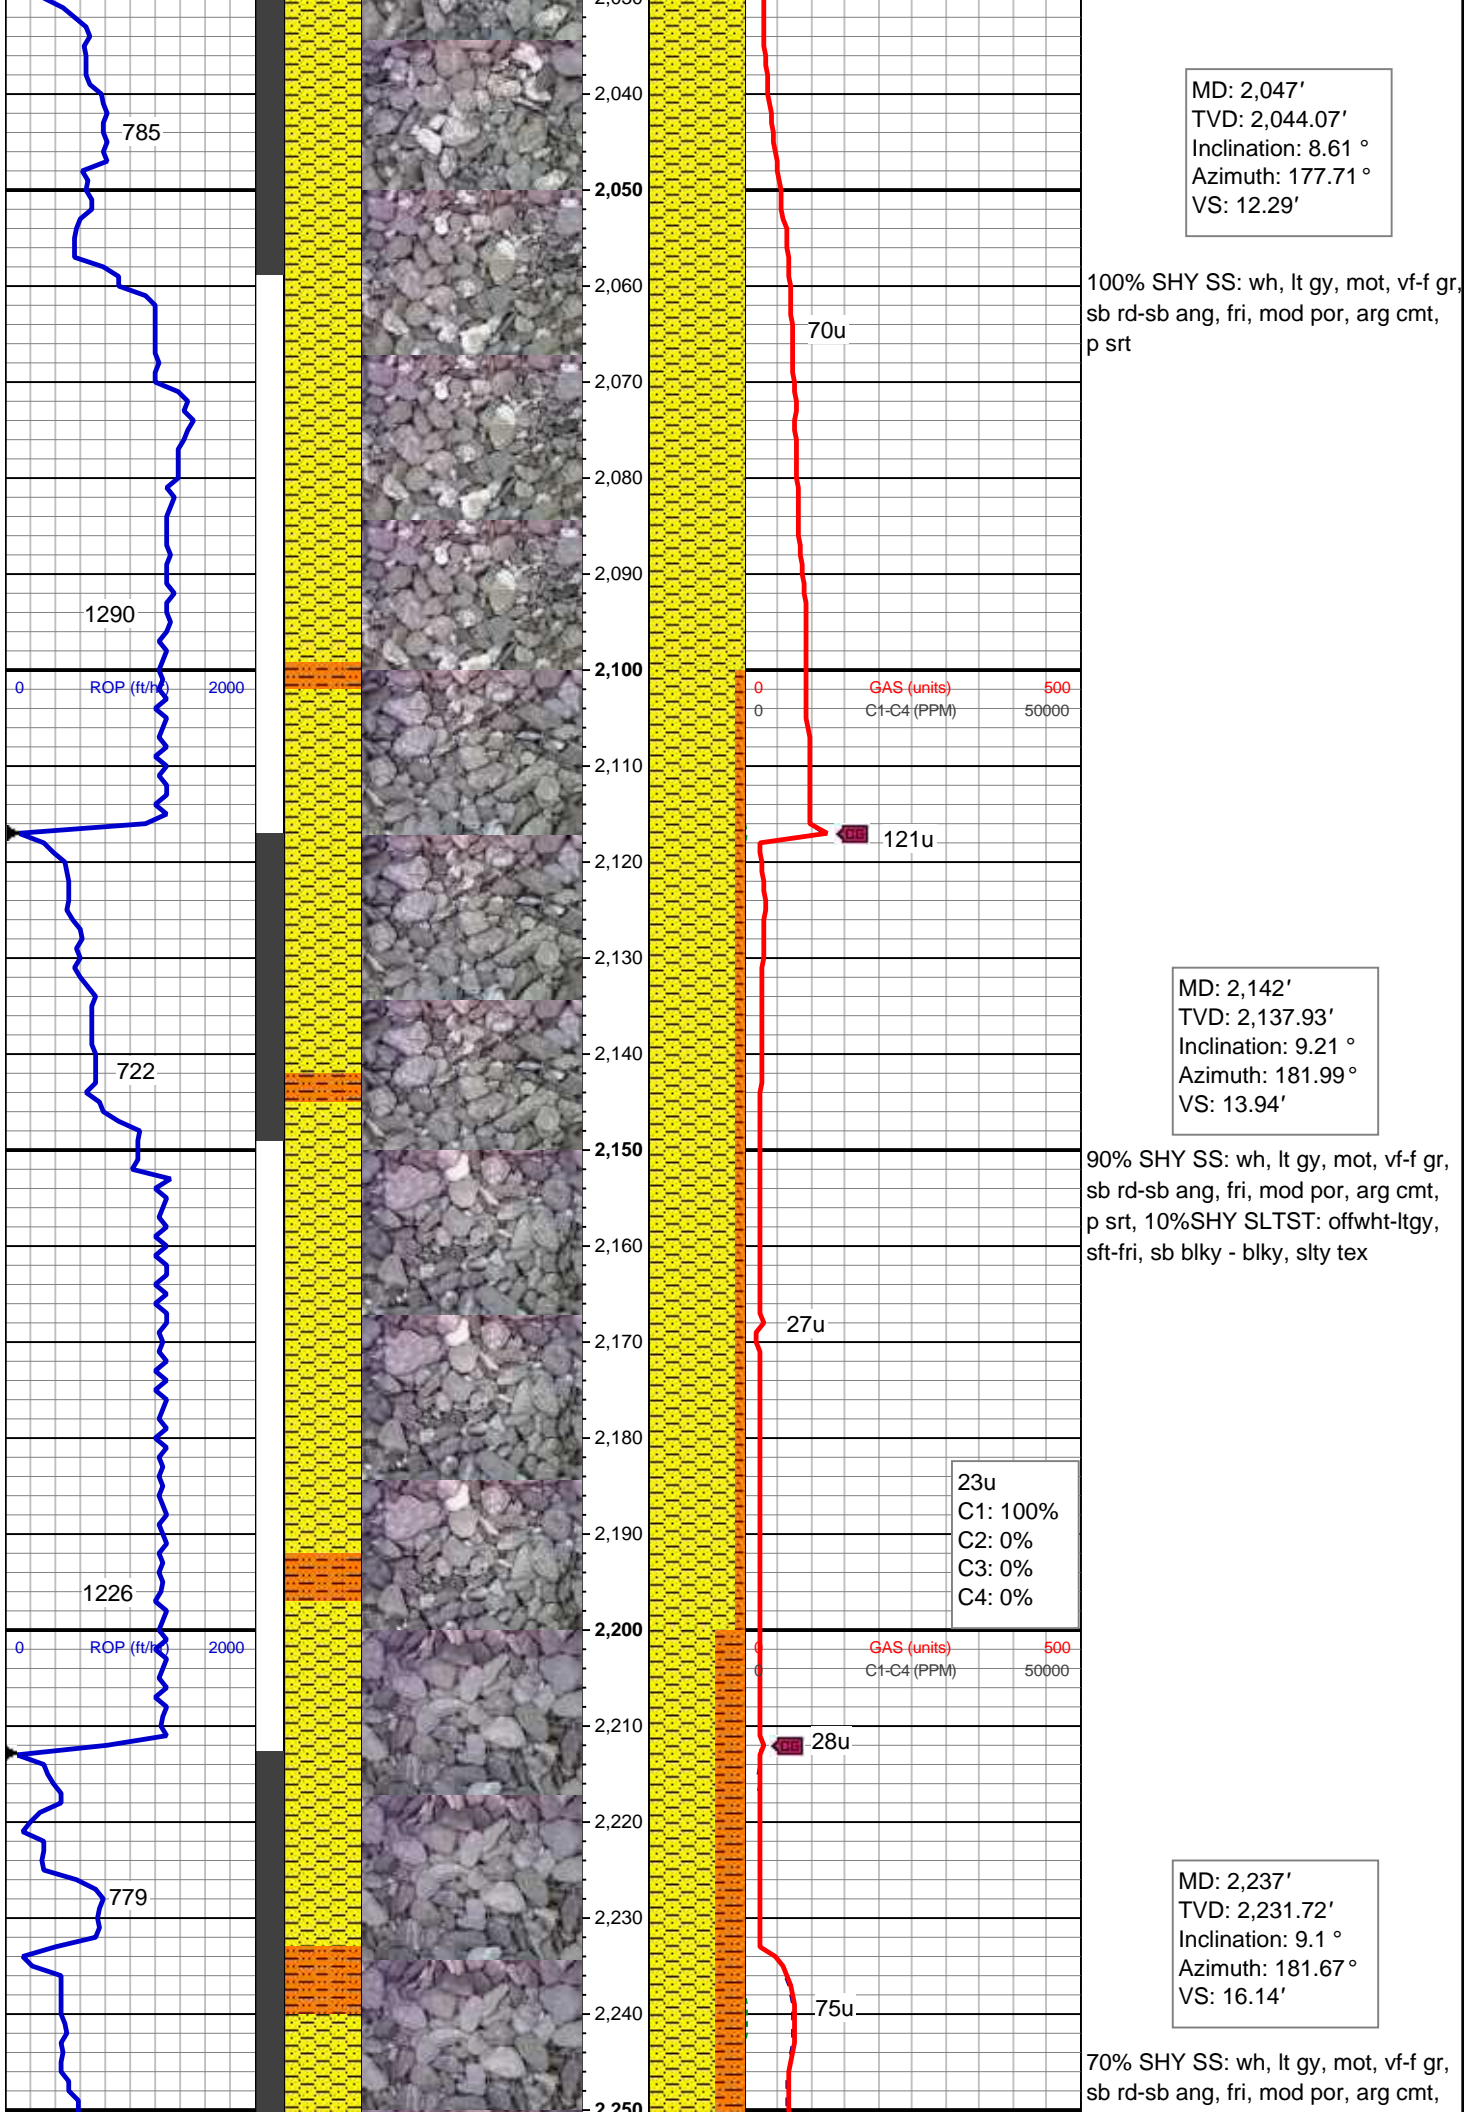 2,030
MD: 2,047′
TVD: 2,044.07′
Inclination: 8.61 °
Azimuth: 177.71 °
VS: 12.29′
2,040
785
2,050
2,060
100% SHY SS: wh, lt gy, mot, vf-f gr,
sb rd-sb ang, fri, mod por, arg cmt,
p srt
70u
2,070
2,080
2,090
1290
2,100
0 ROP (ft/hr) 2000
0 GAS (units) 500
0 C1-C4 (PPM) 50000
2,110
CG 121u
2,120
2,130
MD: 2,142′
TVD: 2,137.93′
Inclination: 9.21 °
Azimuth: 181.99 °
VS: 13.94′
2,140
722
2,150
90% SHY SS: wh, lt gy, mot, vf-f gr,
sb rd-sb ang, fri, mod por, arg cmt,
p srt, 10%SHY SLTST: offwht-ltgy,
sft-fri, sb blky - blky, slty tex
2,160
27u
2,170
2,180
23u
C1: 100%
C2: 0%
C3: 0%
C4: 0%
2,190
1226
2,200
0 ROP (ft/hr) 2000
0 GAS (units) 500
0 C1-C4 (PPM) 50000
2,210
CG 28u
2,220
779
2,230
MD: 2,237′
TVD: 2,231.72′
Inclination: 9.1 °
Azimuth: 181.67 °
VS: 16.14′
75u
2,240
70% SHY SS: wh, lt gy, mot, vf-f gr,
sb rd-sb ang, fri, mod por, arg cmt,
2,250